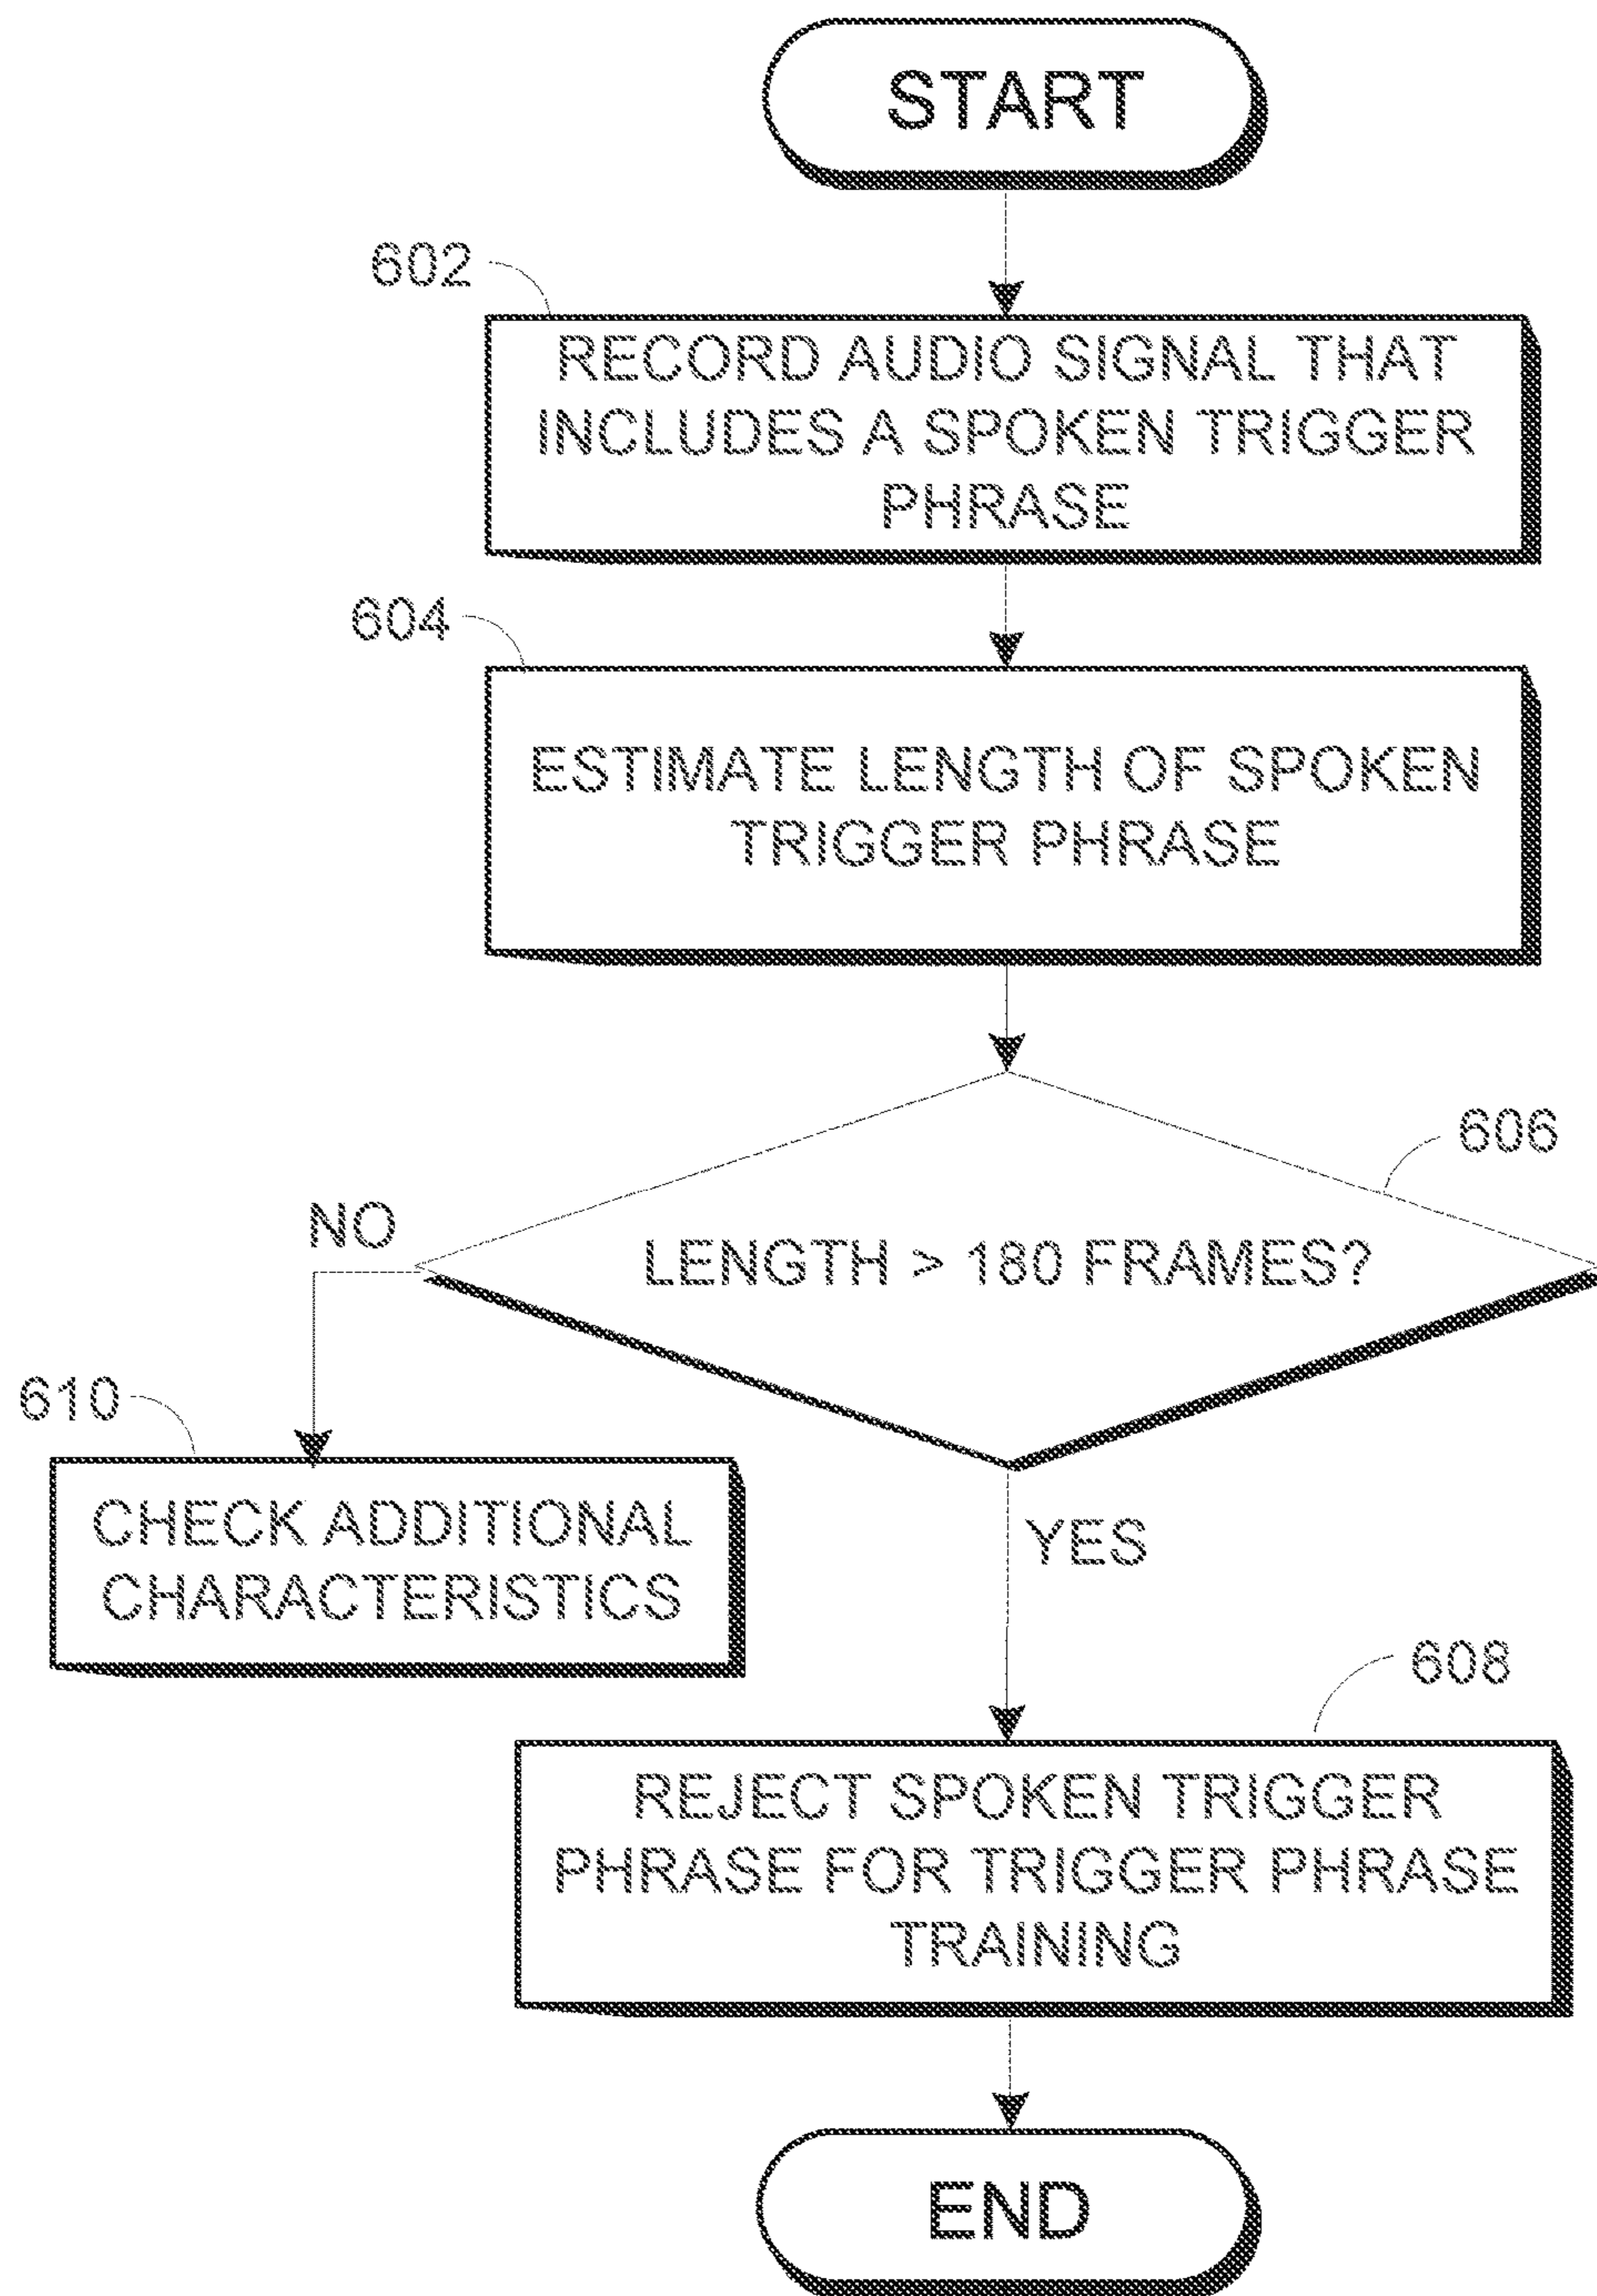 START
602
RECORD AUDIO SIGNAL THAT
INCLUDES A SPOKEN TRIGGER
PHRASE
604
ESTIMATE LENGTH OF SPOKEN
TRIGGER PHRASE
606
NO
LENGTH > 180 FRAMES?
610
CHECK ADDITIONAL
CHARACTERISTICS
YES
608
REJECT SPOKEN TRIGGER
PHRASE FOR TRIGGER PHRASE
TRAINING
END